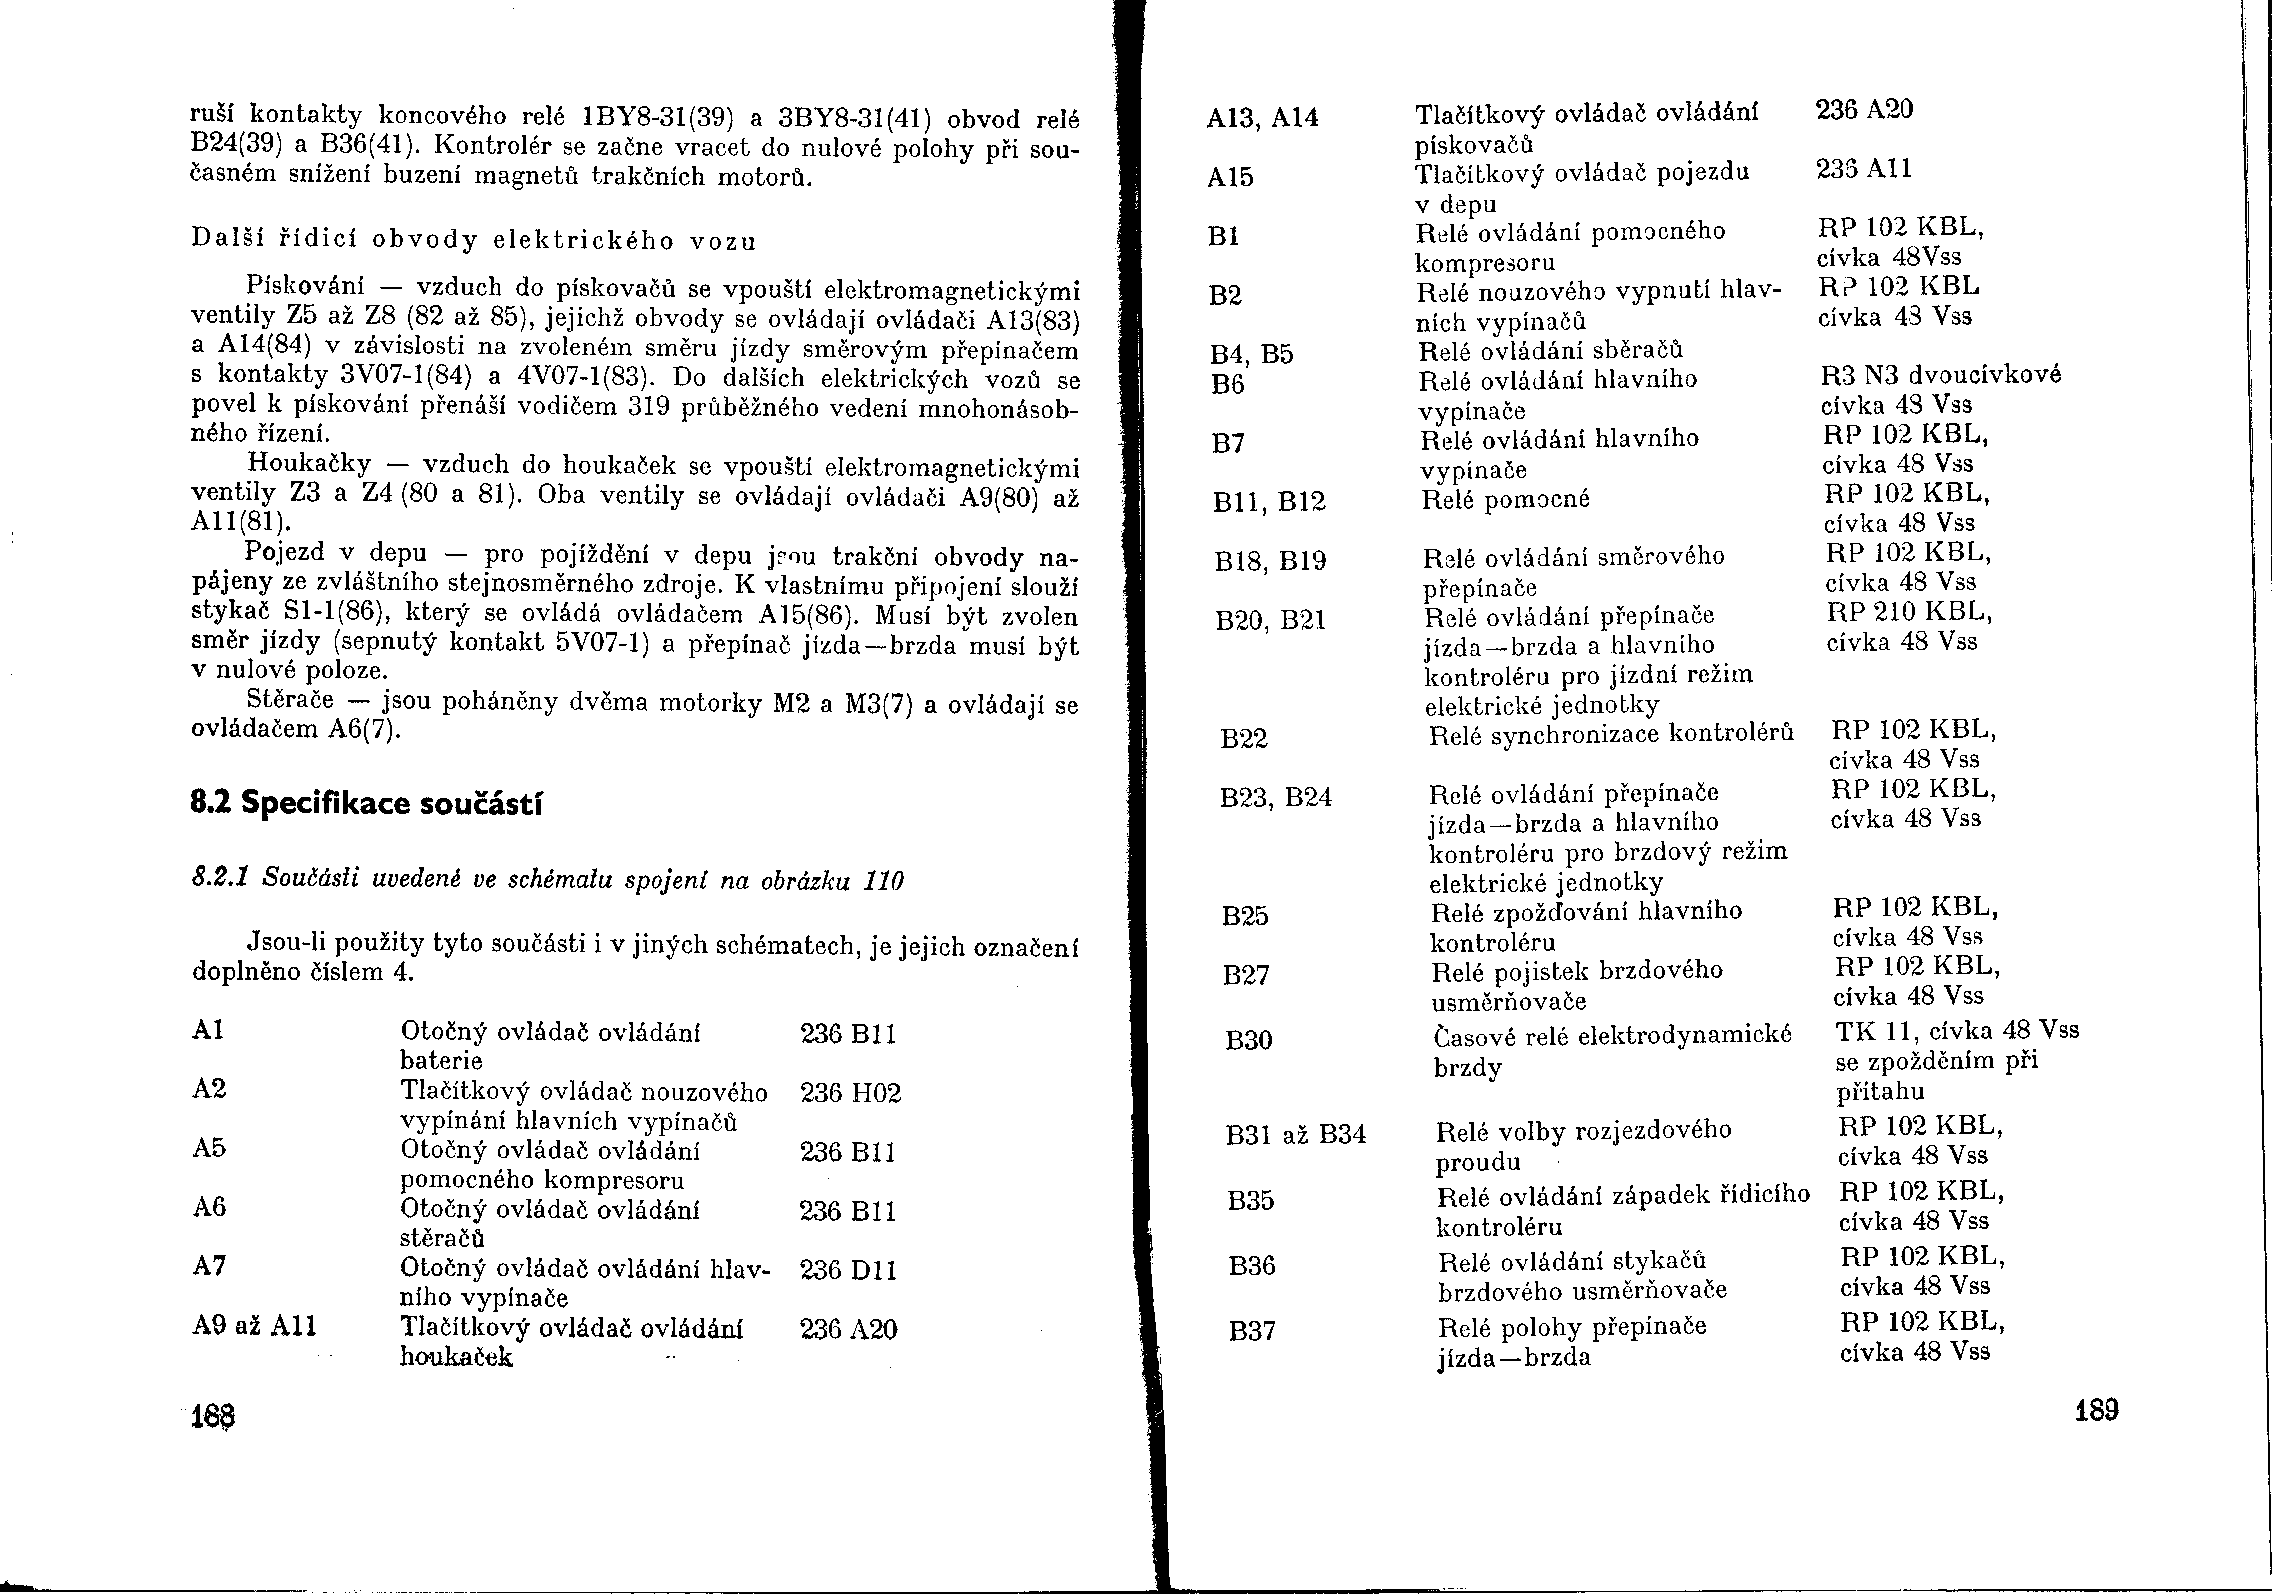 ruší kontakty koncového relé 1BY8-31(39) a 3BY8-31(41) obvod relé
B24(39) a B36(41). Kontrolér se začne vracet do nulové polohy při sou-
časném snížení buzení magnetů trakčních motorů.
Další řídicí obvody elektrického vozu
Pískování — vzduch do pískovačů se vpouští elektromagnetickými
ventily Z5 až Z8 (82 až 85), jejichž obvody se ovládají ovládači A13(83)
a A14(84) v závislosti na zvoleném směru jízdy směrovým přepínačem
s kontakty 3V07-1(84) a 4V07-1(83). Do dalších elektrických vozů se
povel k pískování přenáší vodičem 319 průběžného vedení mnohonásob-
ného řízení.
Houkačky — vzduch do houkaček se vpouští elektromagnetickými
ventily Z3 a Z4 (80 a 81). Oba ventily se ovládají ovládači A9(80) až
A11(81).
Pojezd v depu — pro pojíždění v depu jsou trakční obvody na-
pájeny ze zvláštního stejnosměrného zdroje. K vlastnímu připojení slouží
stykač S1-1(86), který se ovládá ovládačem A15(86). Musí být zvolen
směr jízdy (sepnutý kontakt 5V07-1) a přepínač jízda—brzda musí být
v nulové poloze.
Stěrače — jsou poháněny dvěma motorky M2 a M3(7) a ovládají se
ovládačem A6(7).
8.2 Specifikace součástí
8.2.1 Součásti uvedené ve schématu spojení na obrázku 110
Jsou-li použity tyto součásti i v jiných schématech, je jejich označení
doplněno číslem 4.
A1 Otočný ovládač ovládání 236 B11
baterie
A2 Tlačítkový ovládač nouzového 236 H02
vypínání hlavních vypínačů
A5 Otočný ovládač ovládání 236 B11
pomocného kompresoru
A6 Otočný ovládač ovládání 236 B11
stěračů
A7 Otočný ovládač ovládání hlav- 236 D11
ního vypínače
A9 až A11 Tlačítkový ovládač ovládání 236 A20
houkaček
188
A13, A14 Tlačítkový ovládač ovládání 236 A20
pískovačů
A15 Tlačítkový ovládač pojezdu 236 A11
v depu
B1 Relé ovládání pomocného RP 102 KBL,
kompresoru cívka 48Vss
B2 Relé nouzového vypnutí hlav- RP 102 KBL
ních vypínačů cívka 48 Vss
B4, B5 Relé ovládání sběračů
B6 Relé ovládání hlavního R3 N3 dvoucívkové
vypínače cívka 48 Vss
B7 Relé ovládání hlavního RP 102 KBL,
vypínače cívka 48 Vss
B11, B12 Relé pomocné RP 102 KBL,
cívka 48 Vss
B18, B19 Relé ovládání směrového RP 102 KBL,
přepínače cívka 48 Vss
B20, B21 Relé ovládání přepínače RP 210 KBL,
jízda—brzda a hlavního cívka 48 Vss
kontroléru pro jízdní režim
elektrické jednotky
B22 Relé synchronizace kontrolérů RP 102 KBL,
cívka 48 Vss
B23, B24 Relé ovládání přepínače RP 102 KBL,
jízda—brzda a hlavního cívka 48 Vss
kontroléru pro brzdový režim
elektrické jednotky
B25 Relé zpožďování hlavního RP 102 KBL,
kontroléru cívka 48 Vss
B27 Relé pojistek brzdového RP 102 KBL,
usměrňovače cívka 48 Vss
B30 Časové relé elektrodynamické TK 11, cívka 48 Vss
brzdy se zpožděním při
přítahu
B31 až B34 Relé volby rozjezdového RP 102 KBL,
proudu cívka 48 Vss
B35 Relé ovládání západek řídicího RP 102 KBL,
kontroléru cívka 48 Vss
B36 Relé ovládání stykačů RP 102 KBL,
brzdového usměrňovače cívka 48 Vss
B37 Relé polohy přepínače RP 102 KBL,
jízda—brzda cívka 48 Vss
189